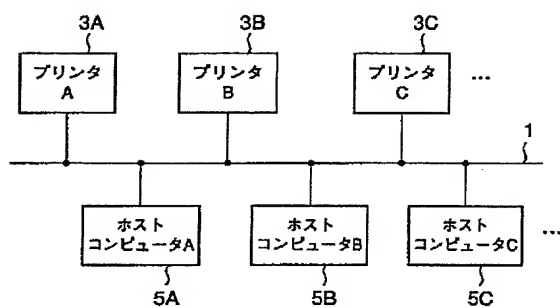 3A
3B
3C
プリンタ
A
プリンタ
B
プリンタ
C
...
1
ホスト
コンピュータA
ホスト
コンピュータB
ホスト
コンピュータC
...
5A
5B
5C